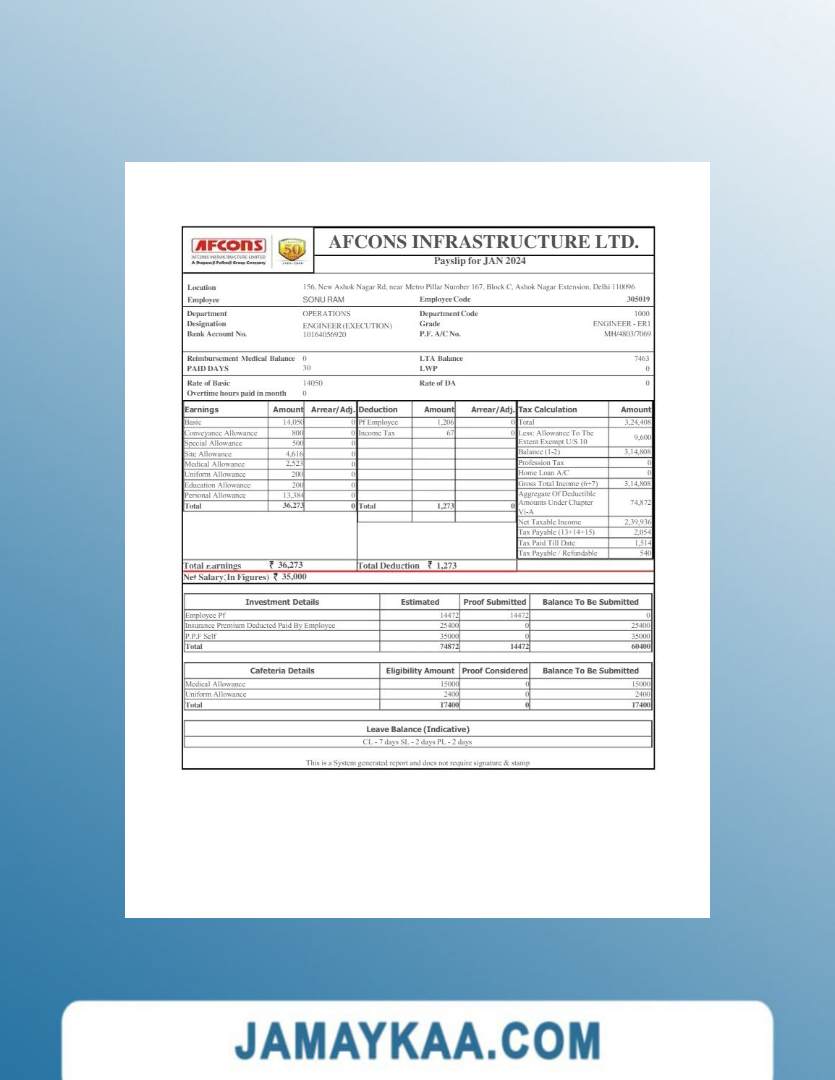 AFCONS
AFCONS INFRASTRUCTURE LIMITED
A Shapoorji Pallonji Group Company
50
AFCONS INFRASTRUCTURE LTD.
Payslip for JAN 2024
Location 156, New Ashok Nagar Rd, near Metro Pillar Number 167, Block C, Ashok Nagar Extension, Delhi 110096
Employee SONU RAM Employee Code 305019
Department OPERATIONS Department Code 1000
Designation ENGINEER (EXECUTION) Grade ENGINEER - ER1
Bank Account No. 10164056920 P.F. A/C No. MH/4803/7069
Reimbursement Medical Balance 0 LTA Balance 7463
PAID DAYS 30 LWP 0
Rate of Basic 14050 Rate of DA 0
Overtime hours paid in month 0
Earnings Amount Arrear/Adj. Deduction Amount Arrear/Adj. Tax Calculation Amount
Basic 14,050 0 Pf Employee 1,206 0 Total 3,24,408
Conveyance Allowance 800 0 Income Tax 67 0 Less: Allowance To The Extent Exempt U/S 10 9,600
Special Allowance 500 0
Site Allowance 4,616 0 Balance (1-2) 3,14,808
Medical Allowance 2,523 0 Profession Tax 0
Uniform Allowance 200 0 Home Loan A/C 0
Education Allowance 200 0 Gross Total Income (6+7) 3,14,808
Personal Allowance 13,384 0 Aggregate Of Deductible Amounts Under Chapter Vi-A 74,872
Total 36,273 0 Total 1,273 0
Net Taxable Income 2,39,936
Tax Payable (13+14+15) 2,054
Tax Paid Till Date 1,514
Tax Payable / Refundable 540
Total Earnings ₹ 36,273 Total Deduction ₹ 1,273
Net Salary(In Figures) ₹ 35,000
Investment Details Estimated Proof Submitted Balance To Be Submitted
Employee Pf 14472 14472 0
Insurance Premium Deducted Paid By Employee 25400 0 25400
P.P.F Self 35000 0 35000
Total 74872 14472 60400
Cafeteria Details Eligibility Amount Proof Considered Balance To Be Submitted
Medical Allowance 15000 0 15000
Uniform Allowance 2400 0 2400
Total 17400 0 17400
Leave Balance (Indicative)
CL - 7 days SL - 2 days PL - 2 days
This is a System generated report and does not require signature & stamp
JAMAYKAA.COM